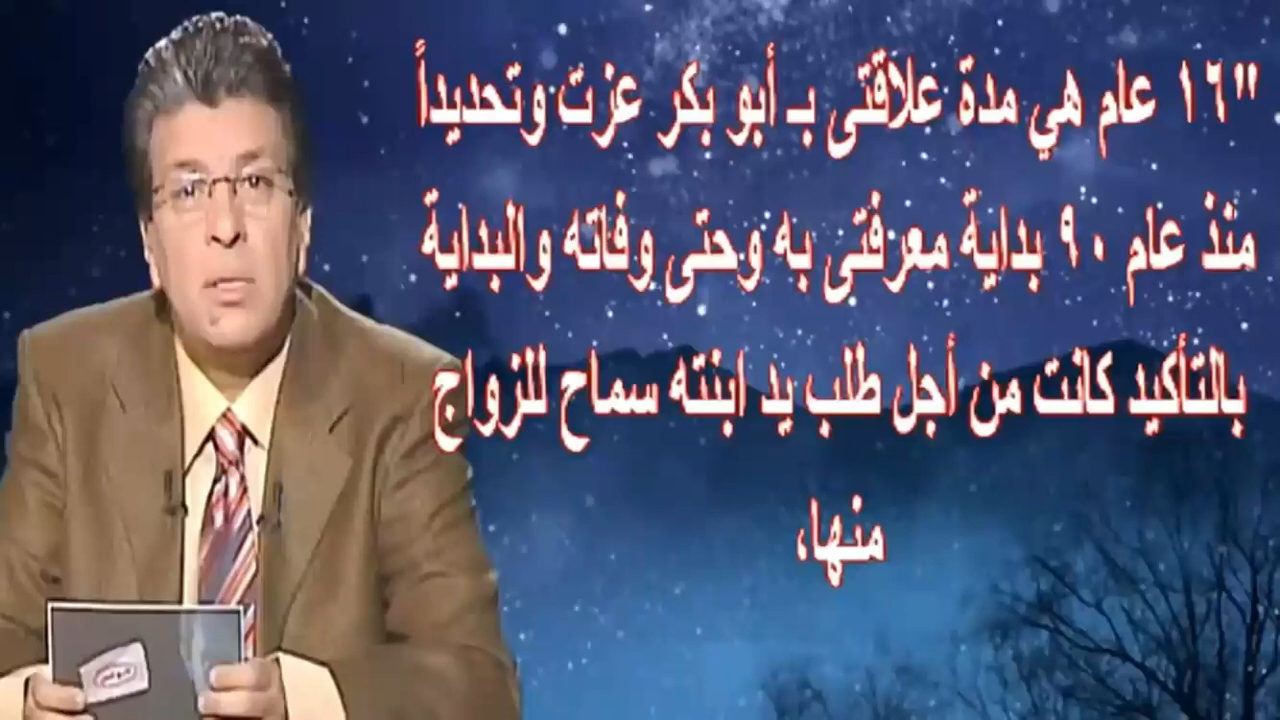 "١٦ عام هي مدة علاقتى بـ أبو بكر عزت وتحديداً
منذ عام ٩٠ بداية معرفتى به وحتى وفاته والبداية
بالتأكيد كانت من أجل طلب يد ابنته سماح للزواج
منها،